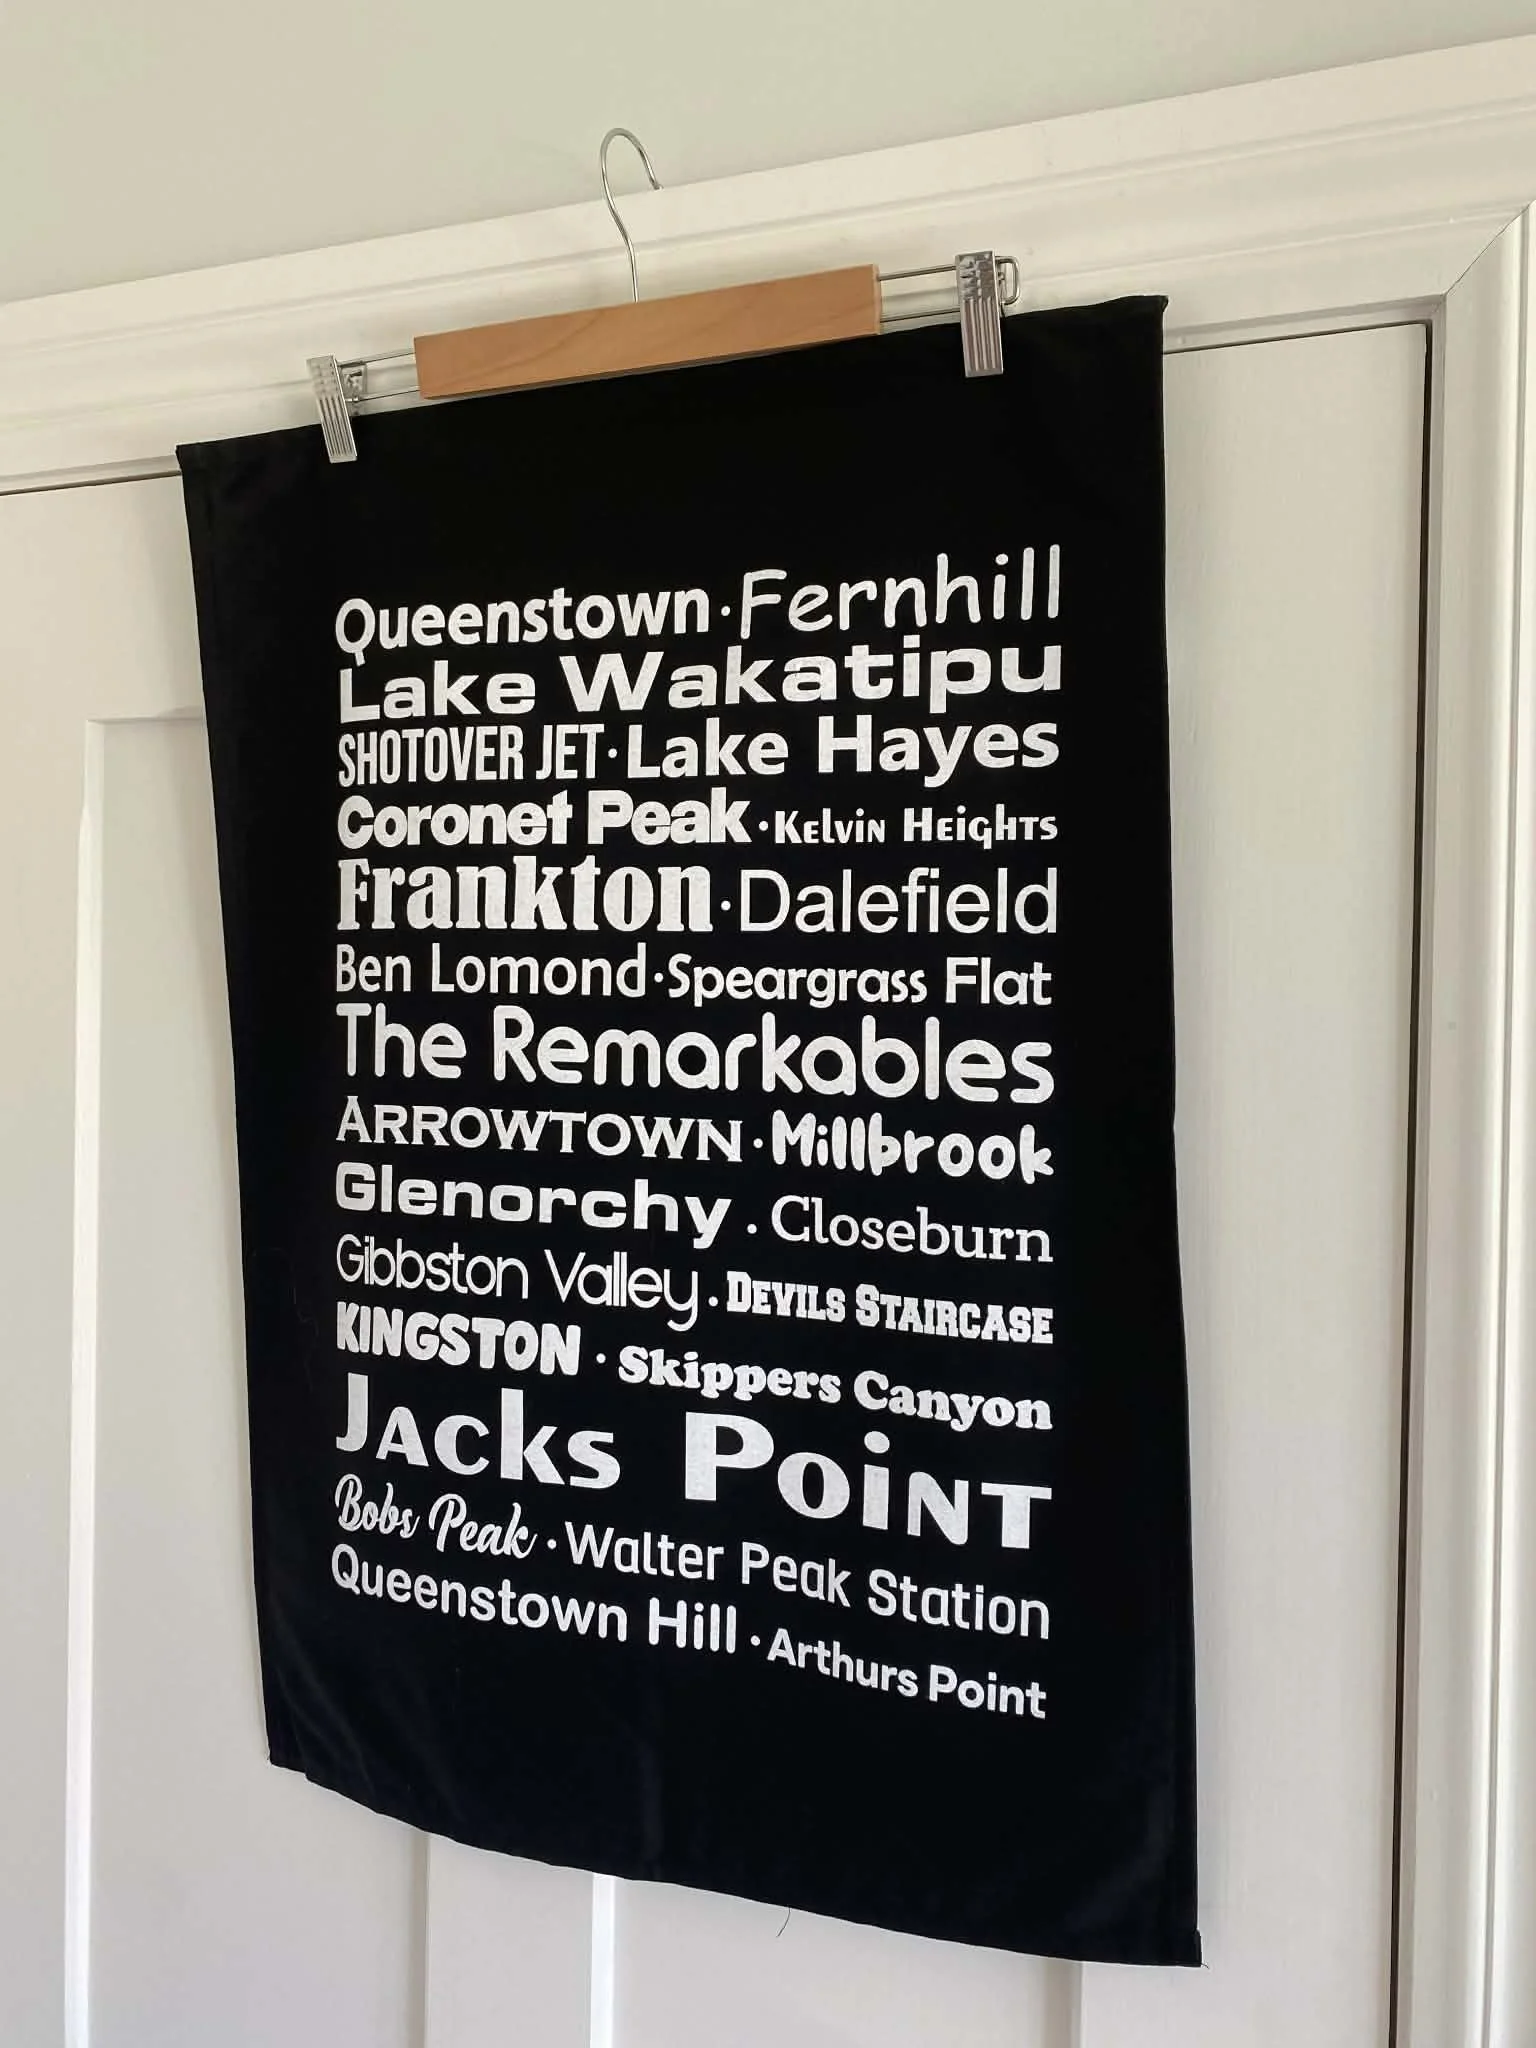 Queenstown · Fernhill
Lake Wakatipu
SHOTOVER JET · Lake Hayes
Coronet Peak · Kelvin Heights
Frankton · Dalefield
Ben Lomond · Speargrass Flat
The Remarkables
ARROWTOWN · Millbrook
Glenorchy · Closeburn
Gibbston Valley · DEVILS STAIRCASE
KINGSTON · Skippers Canyon
Jacks Point
Bobs Peak · Walter Peak Station
Queenstown Hill · Arthurs Point